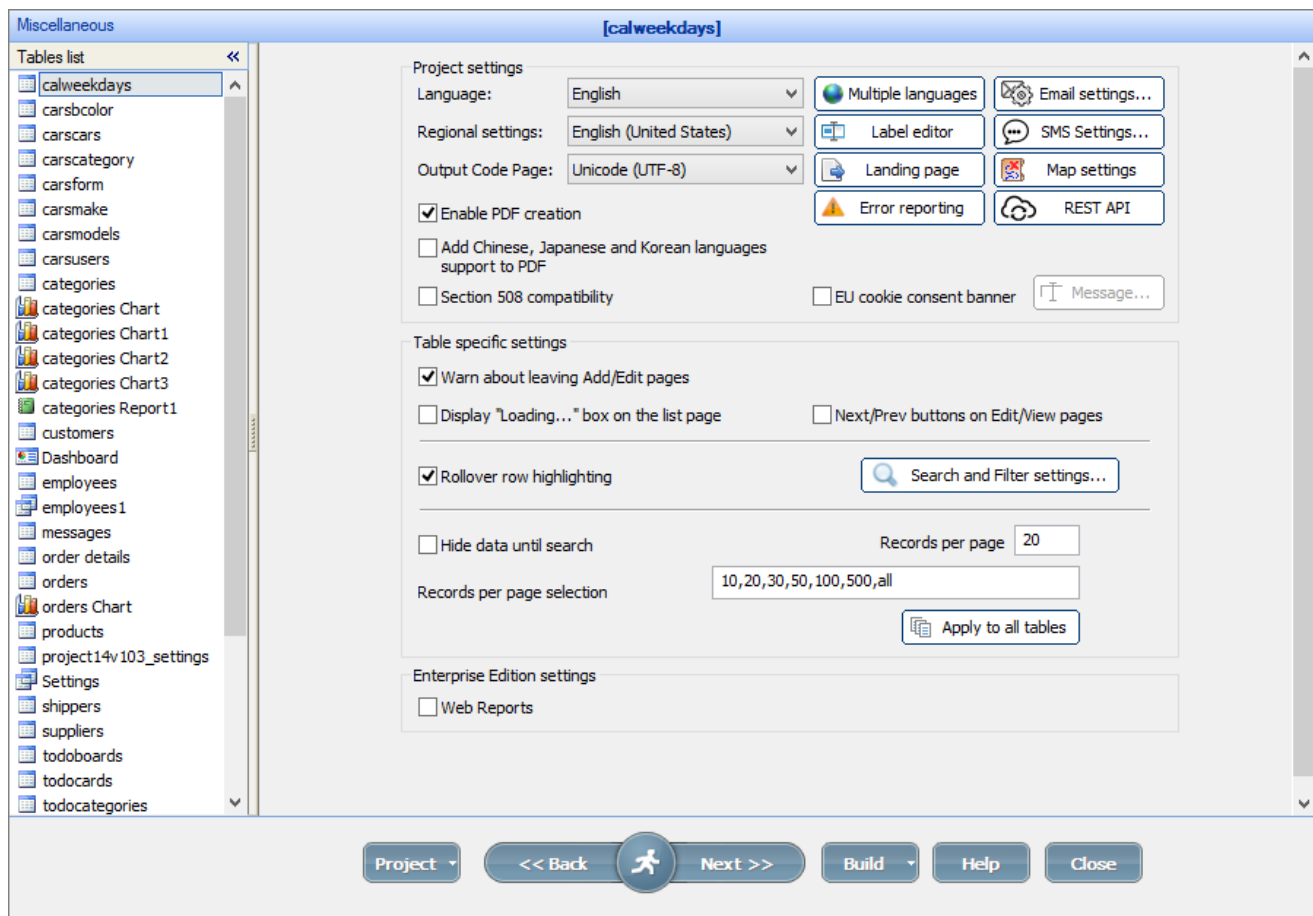 Miscellaneous
[calweekdays]
Tables list
«
calweekdays
carsbcolor
carscars
carscategory
carsform
carsmake
carsmodels
carsusers
categories
categories Chart
categories Chart1
categories Chart2
categories Chart3
categories Report1
customers
Dashboard
employees
employees1
messages
order details
orders
orders Chart
products
project14v103_settings
Settings
shippers
suppliers
todoboards
todocards
todocategories
Project settings
Language: English Multiple languages Email settings...
Regional settings: English (United States) Label editor SMS Settings...
Output Code Page: Unicode (UTF-8) Landing page Map settings
Enable PDF creation Error reporting REST API
Add Chinese, Japanese and Korean languages
support to PDF
Section 508 compatibility EU cookie consent banner Message...
Table specific settings
Warn about leaving Add/Edit pages
Display "Loading..." box on the list page Next/Prev buttons on Edit/View pages
Rollover row highlighting Search and Filter settings...
Hide data until search Records per page 20
Records per page selection 10,20,30,50,100,500,all
Apply to all tables
Enterprise Edition settings
Web Reports
Project << Back Next >> Build Help Close